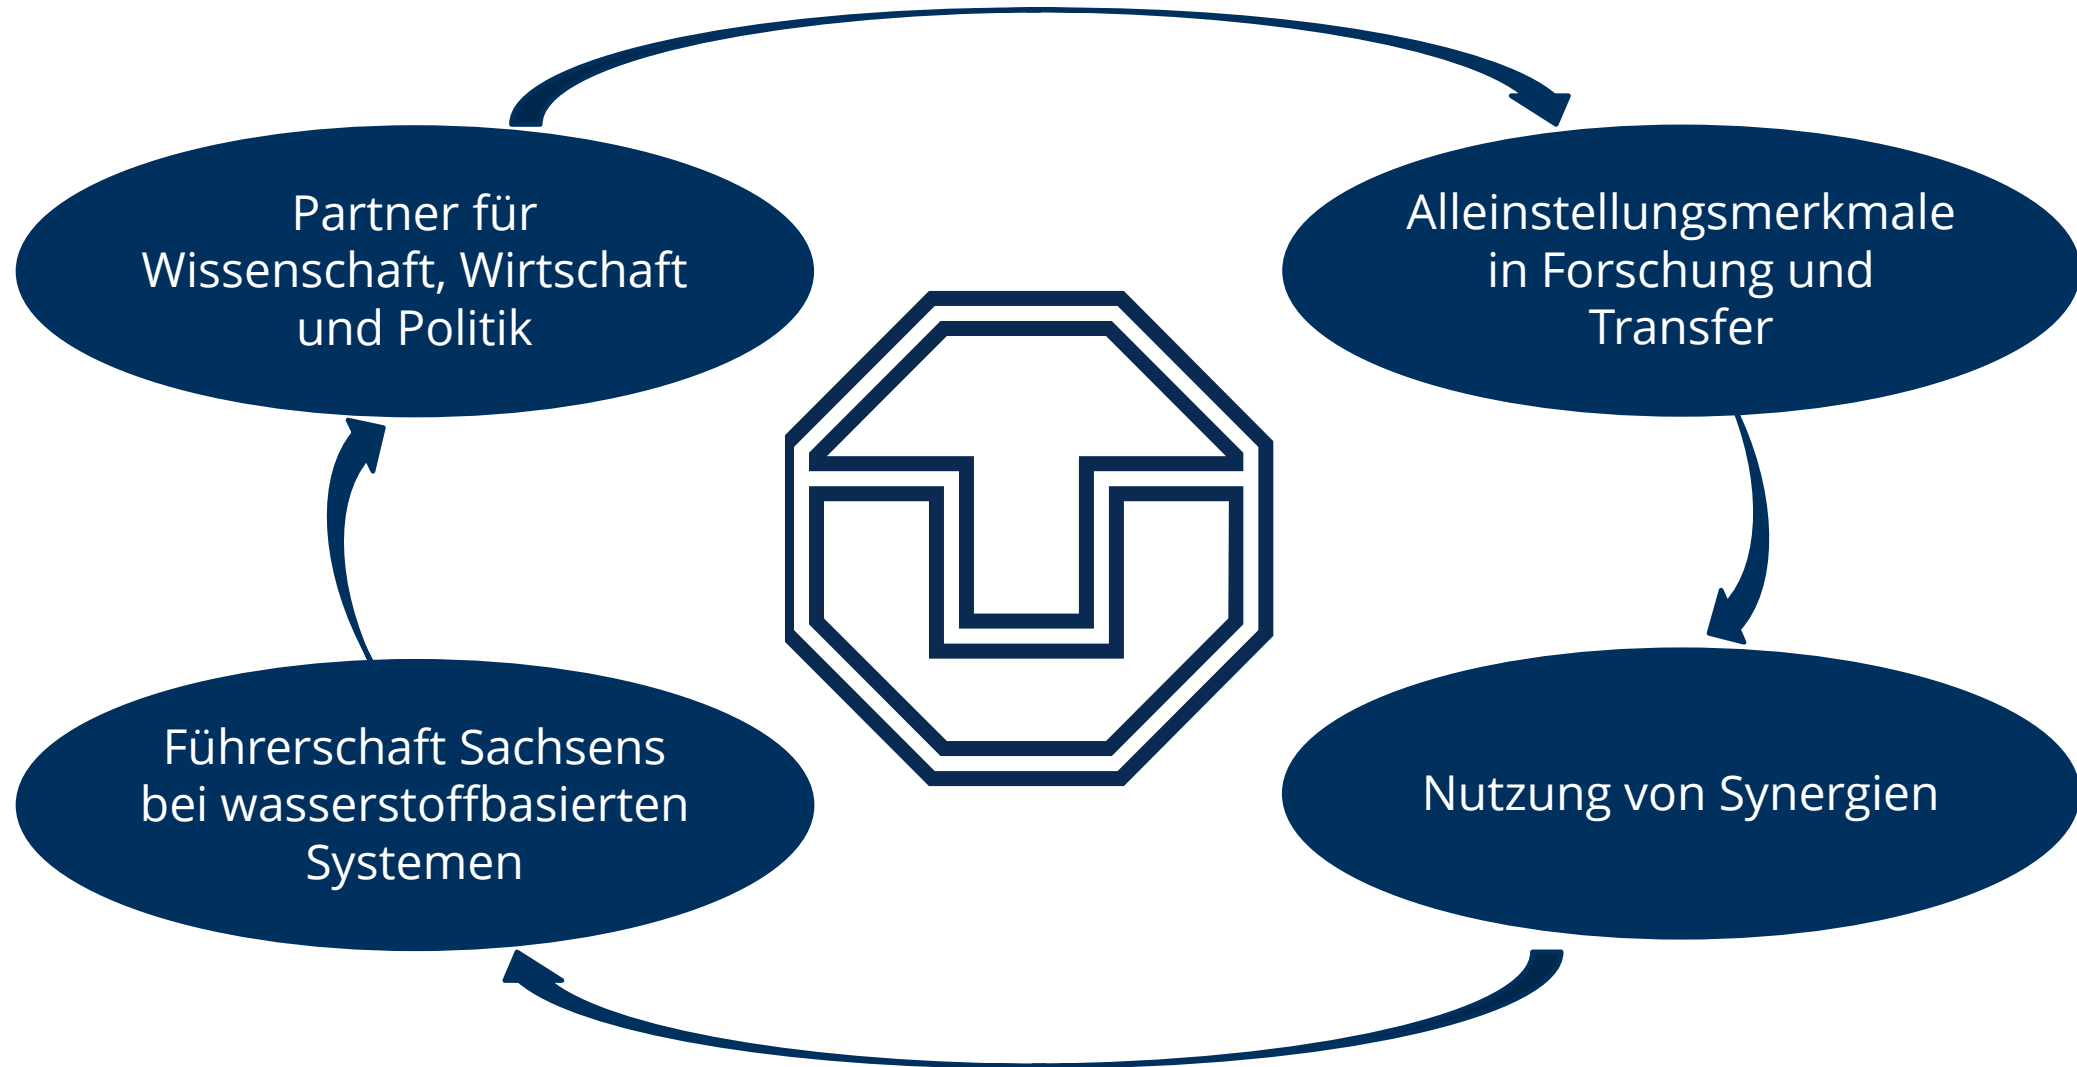 Partner für
Wissenschaft, Wirtschaft
und Politik
Alleinstellungsmerkmale
in Forschung und
Transfer
Führerschaft Sachsens
bei wasserstoffbasierten
Systemen
Nutzung von Synergien